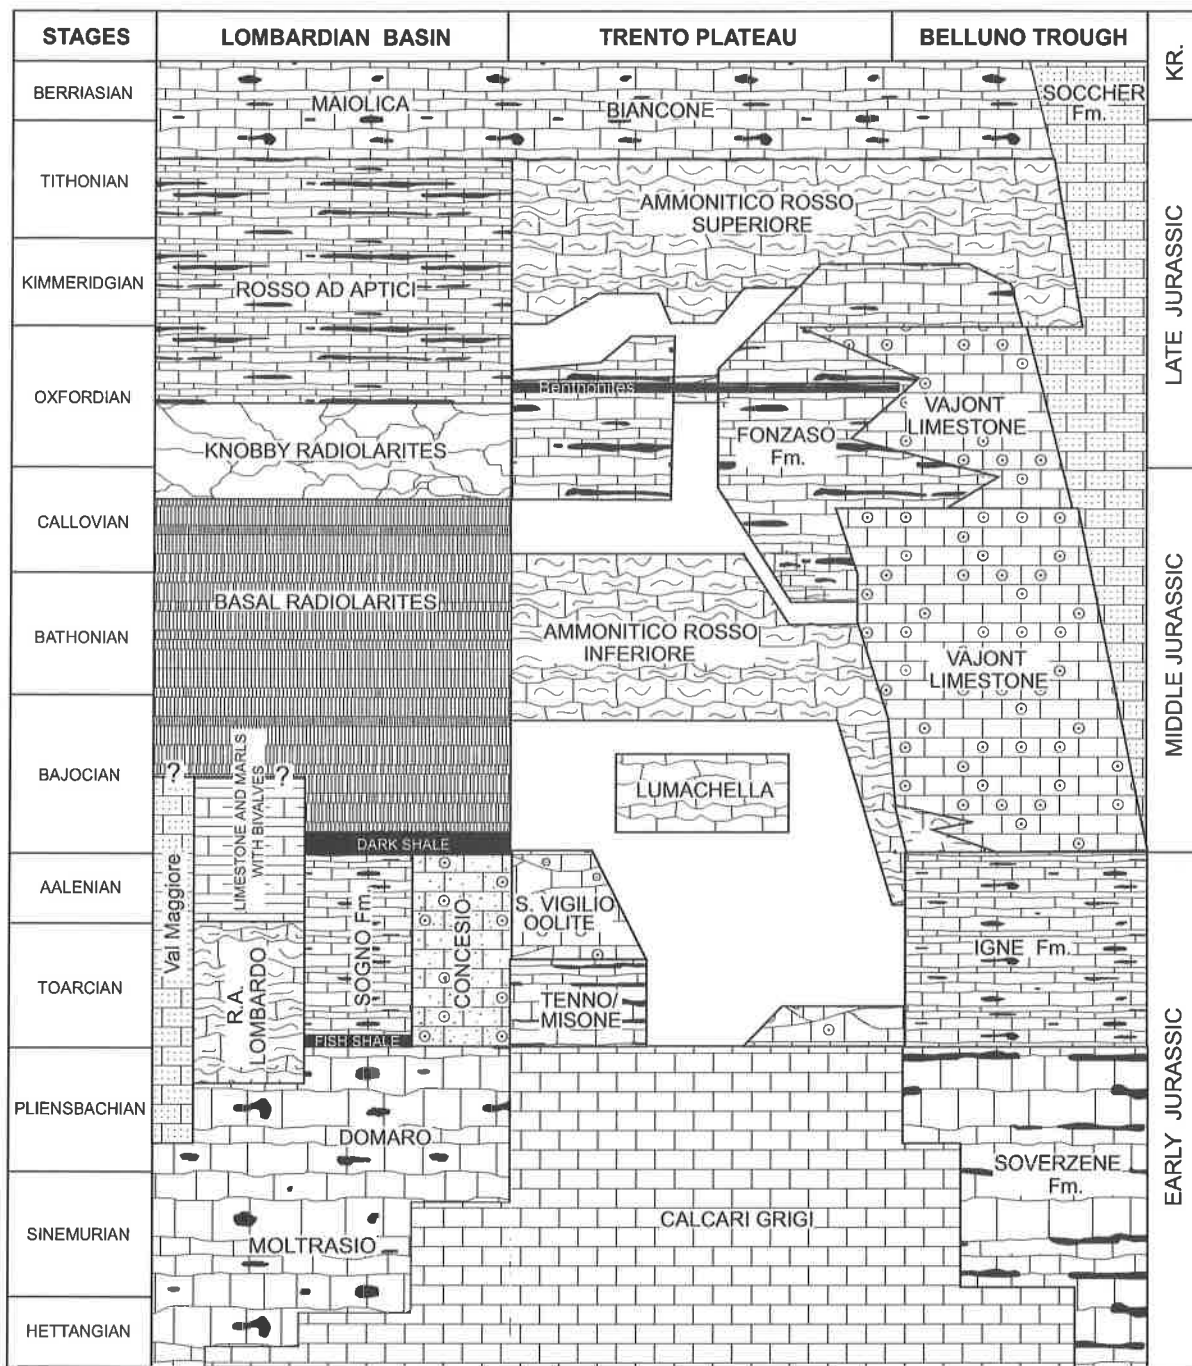 STAGES
LOMBARDIAN BASIN
TRENTO PLATEAU
BELLUNO TROUGH
KR.
BERRIASIAN
MAIOLICA
BIANCONE
SOCCHER
Fm.
TITHONIAN
AMMONITICO ROSSO
SUPERIORE
KIMMERIDGIAN
ROSSO AD APTICI
LATE JURASSIC
OXFORDIAN
Benthonites
VAJONT
LIMESTONE
KNOBBY RADIOLARITES
FONZASO
Fm.
CALLOVIAN
BASAL RADIOLARITES
BATHONIAN
AMMONITICO ROSSO
INFERIORE
VAJONT
LIMESTONE
MIDDLE JURASSIC
BAJOCIAN
?
?
LIMESTONE AND MARLS
WITH BIVALVES
LUMACHELLA
DARK SHALE
AALENIAN
Val Maggiore
SOGNO Fm.
CONCESIO
S. VIGILIO
OOLITE
IGNE Fm.
TOARCIAN
R.A.
LOMBARDO
TENNO/
MISONE
FISH SHALE
PLIENSBACHIAN
DOMARO
SOVERZENE
Fm.
EARLY JURASSIC
SINEMURIAN
MOLTRASIO
CALCARI GRIGI
HETTANGIAN